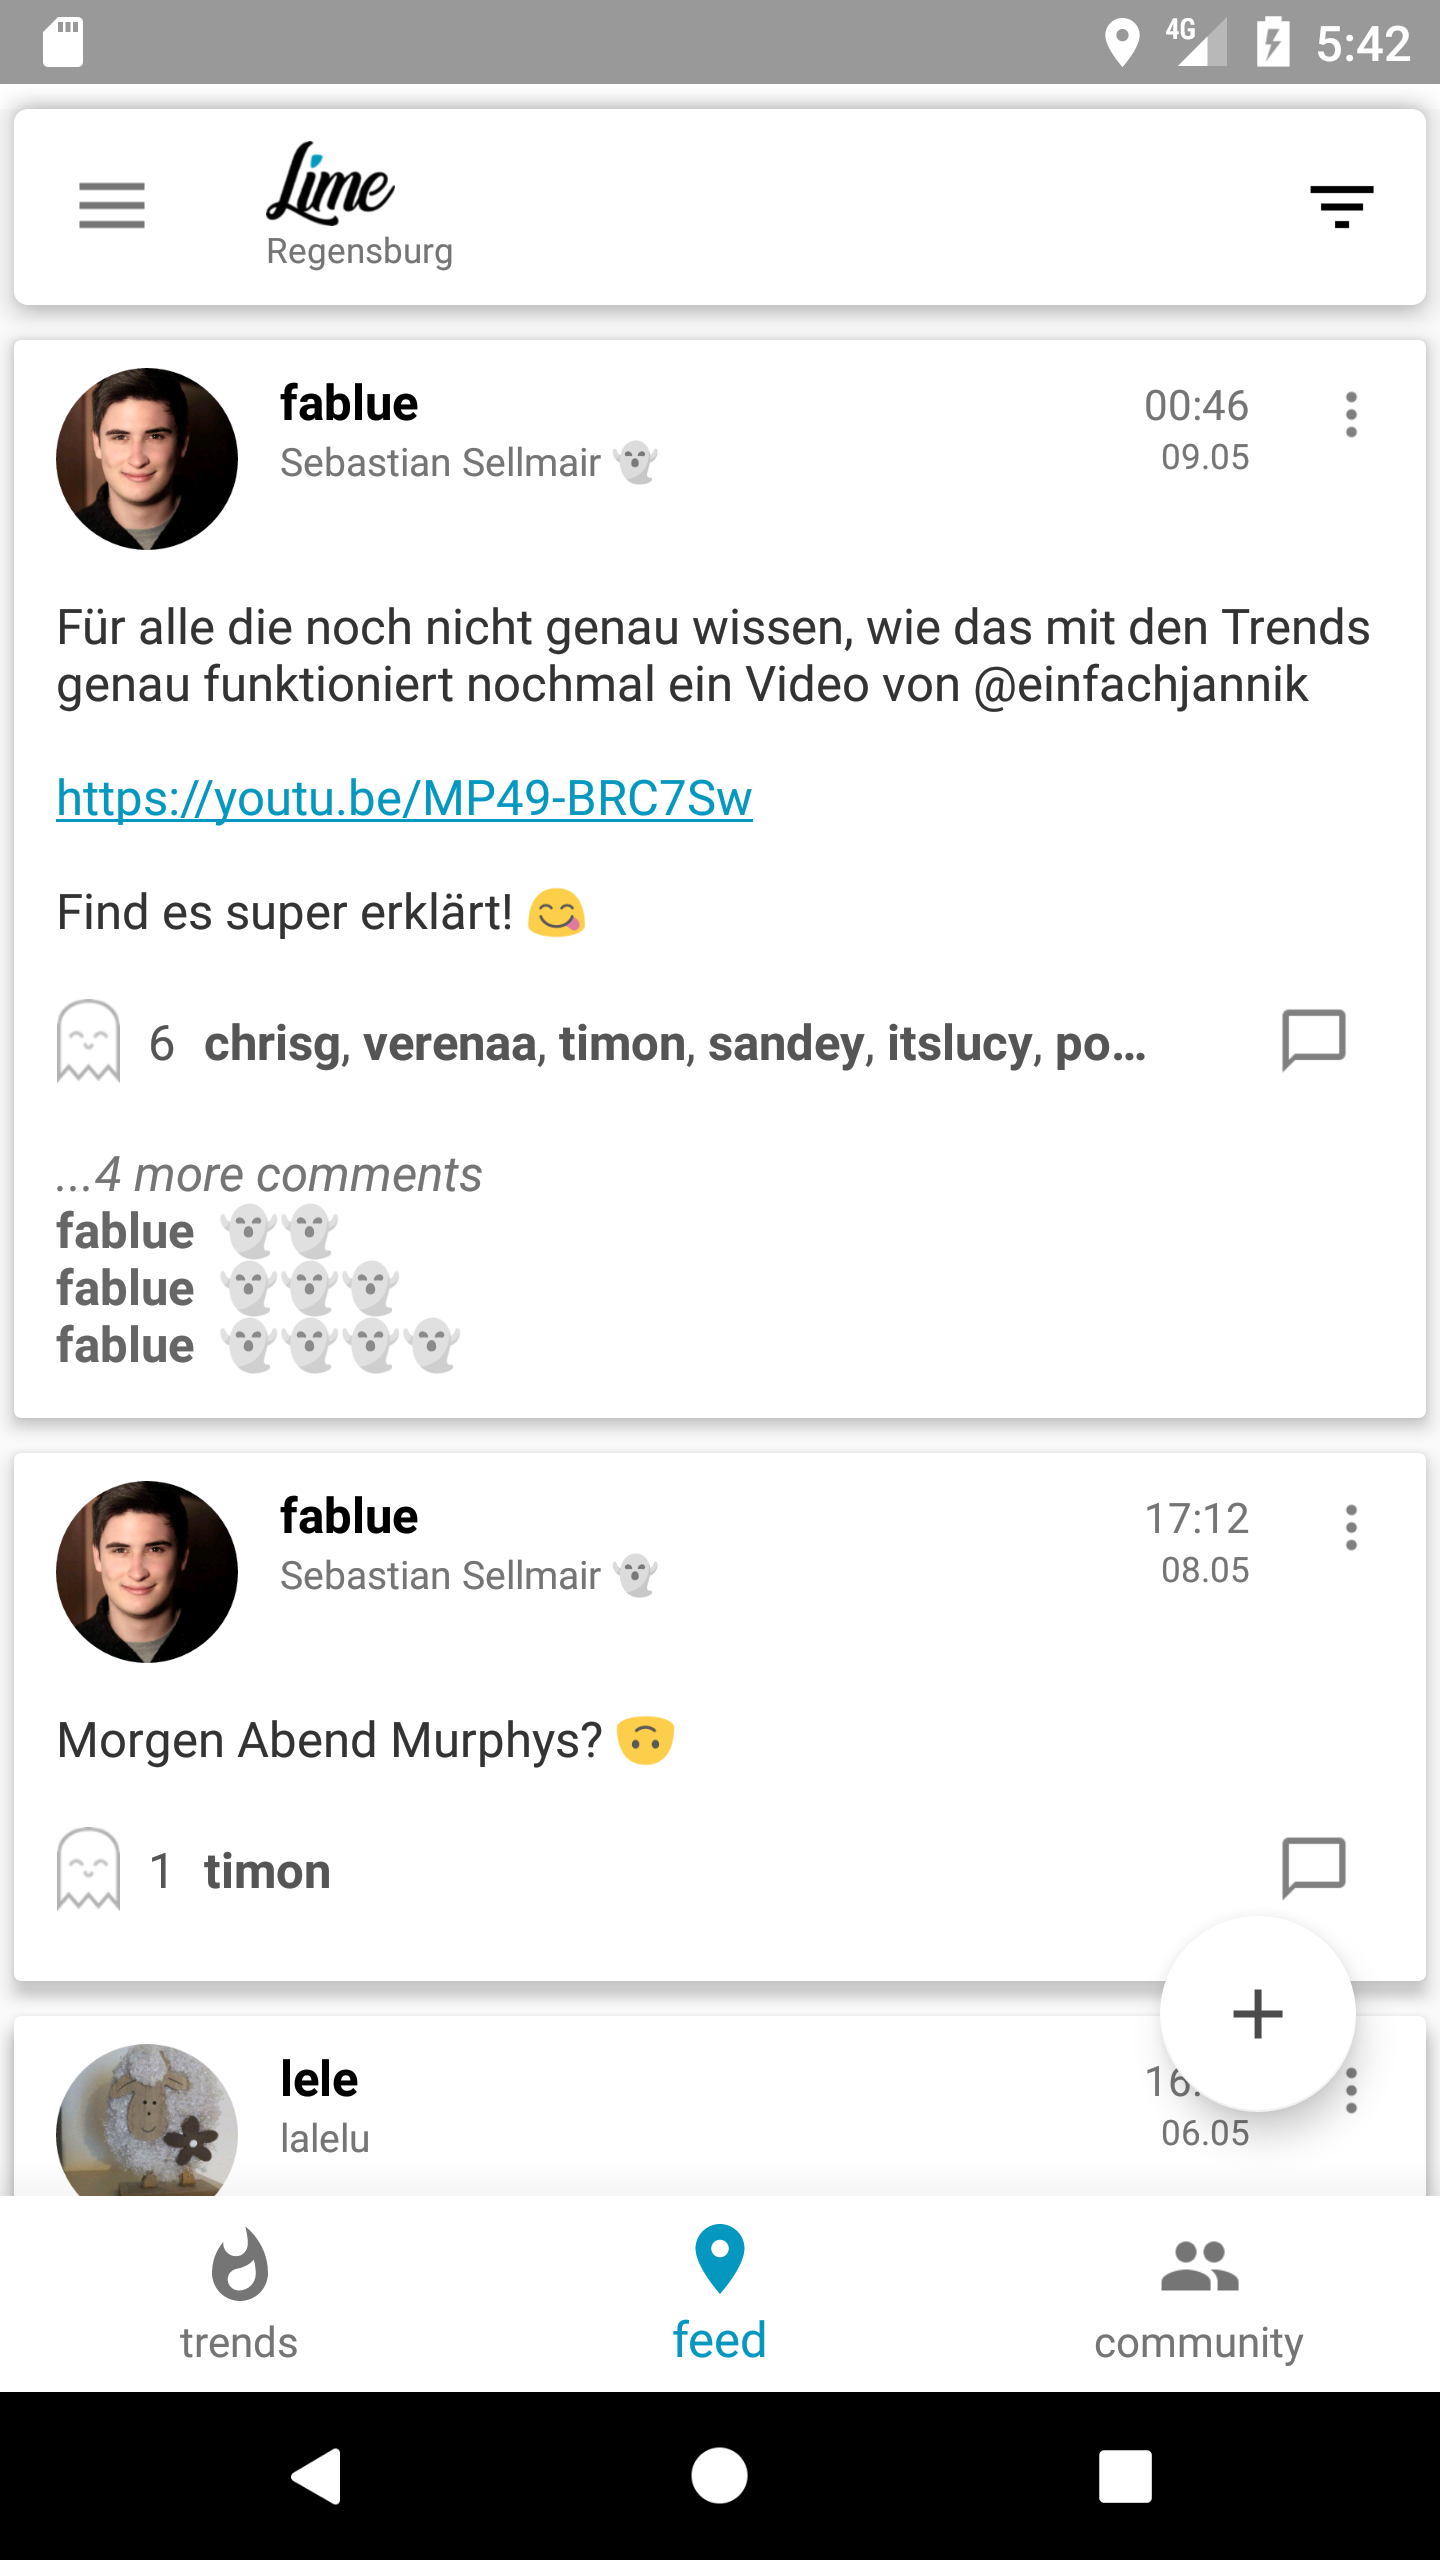 4G 5:42
Lime
Regensburg
fablue
00:46
Sebastian Sellmair 👻
09.05
Für alle die noch nicht genau wissen, wie das mit den Trends
genau funktioniert nochmal ein Video von @einfachjannik
https://youtu.be/MP49-BRC7Sw
Find es super erklärt! 😋
6 chrisg, verenaa, timon, sandey, itslucy, po...
...4 more comments
fablue 👻👻
fablue 👻👻👻
fablue 👻👻👻👻
fablue
17:12
Sebastian Sellmair 👻
08.05
Morgen Abend Murphys? 🙃
1 timon
lele
lalelu
06.05
trends
feed
community